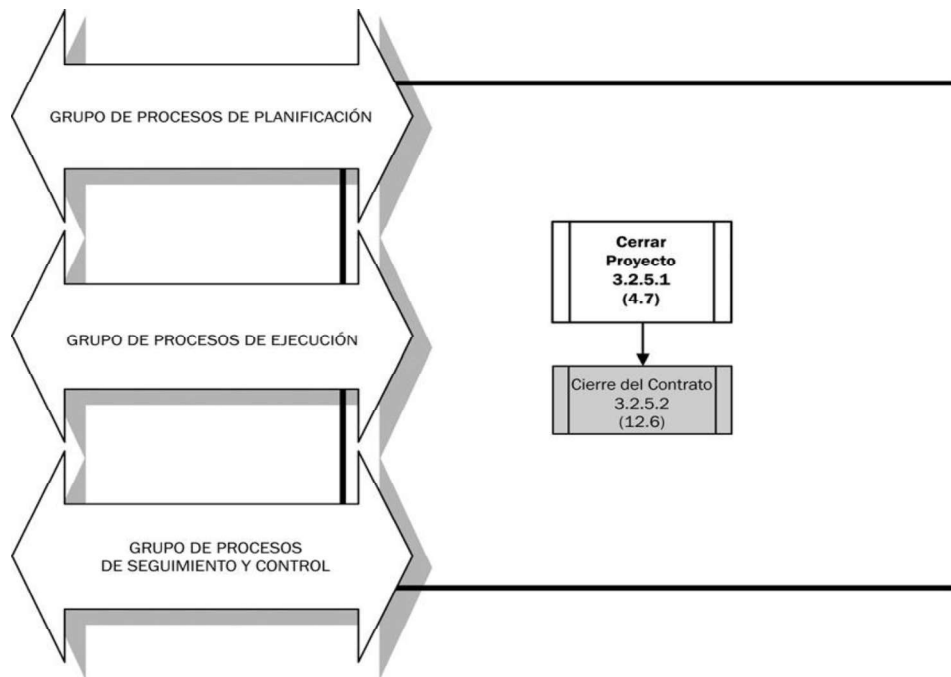 GRUPO DE PROCESOS DE PLANIFICACIÓN
Cerrar
Proyecto
3.2.5.1
(4.7)
GRUPO DE PROCESOS DE EJECUCIÓN
Cierre del Contrato
3.2.5.2
(12.6)
GRUPO DE PROCESOS
DE SEGUIMIENTO Y CONTROL